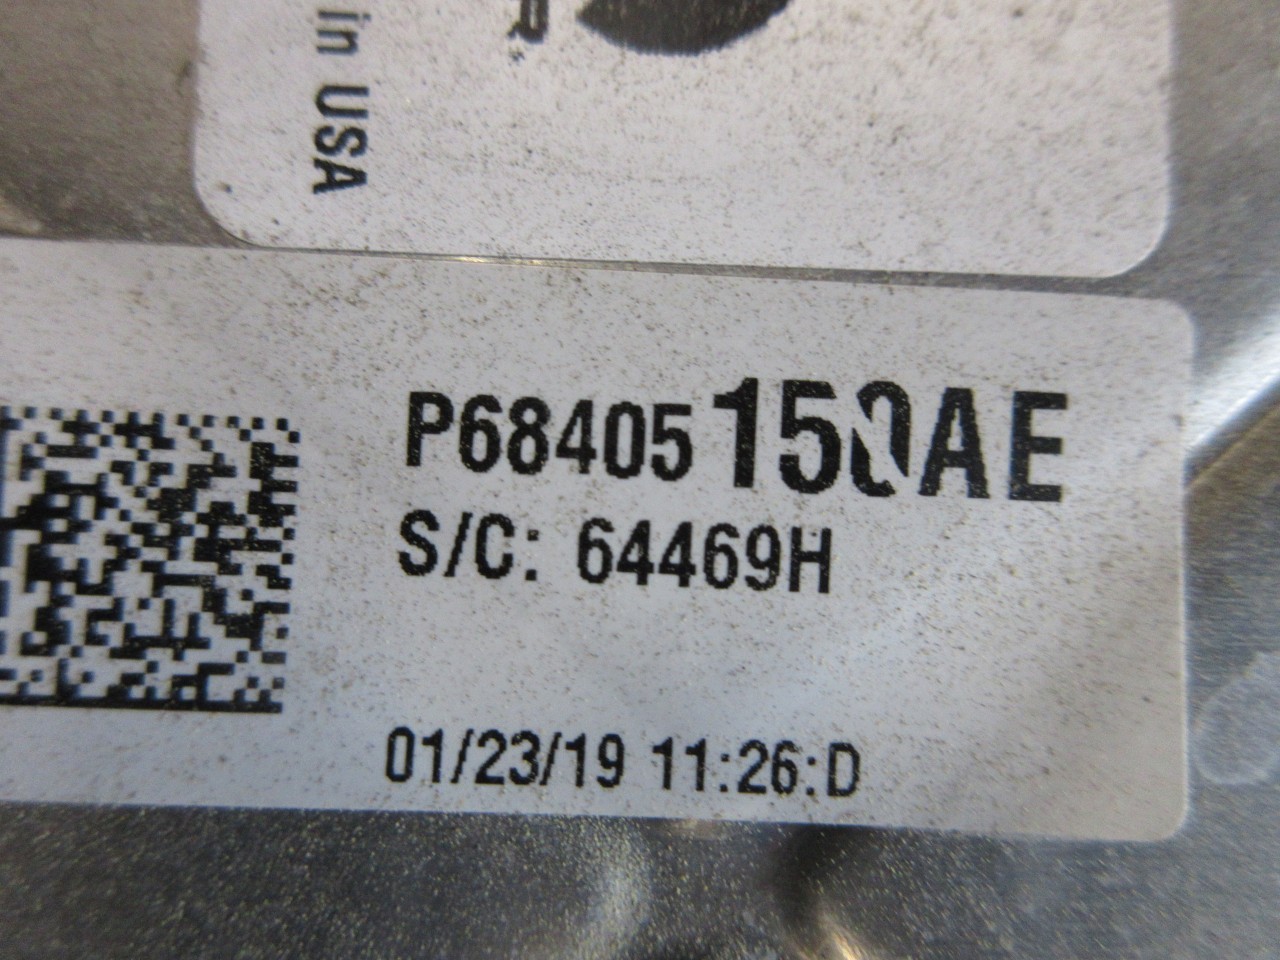 in USA
P68405150AE
S/C: 64469H
01/23/19 11:26:D